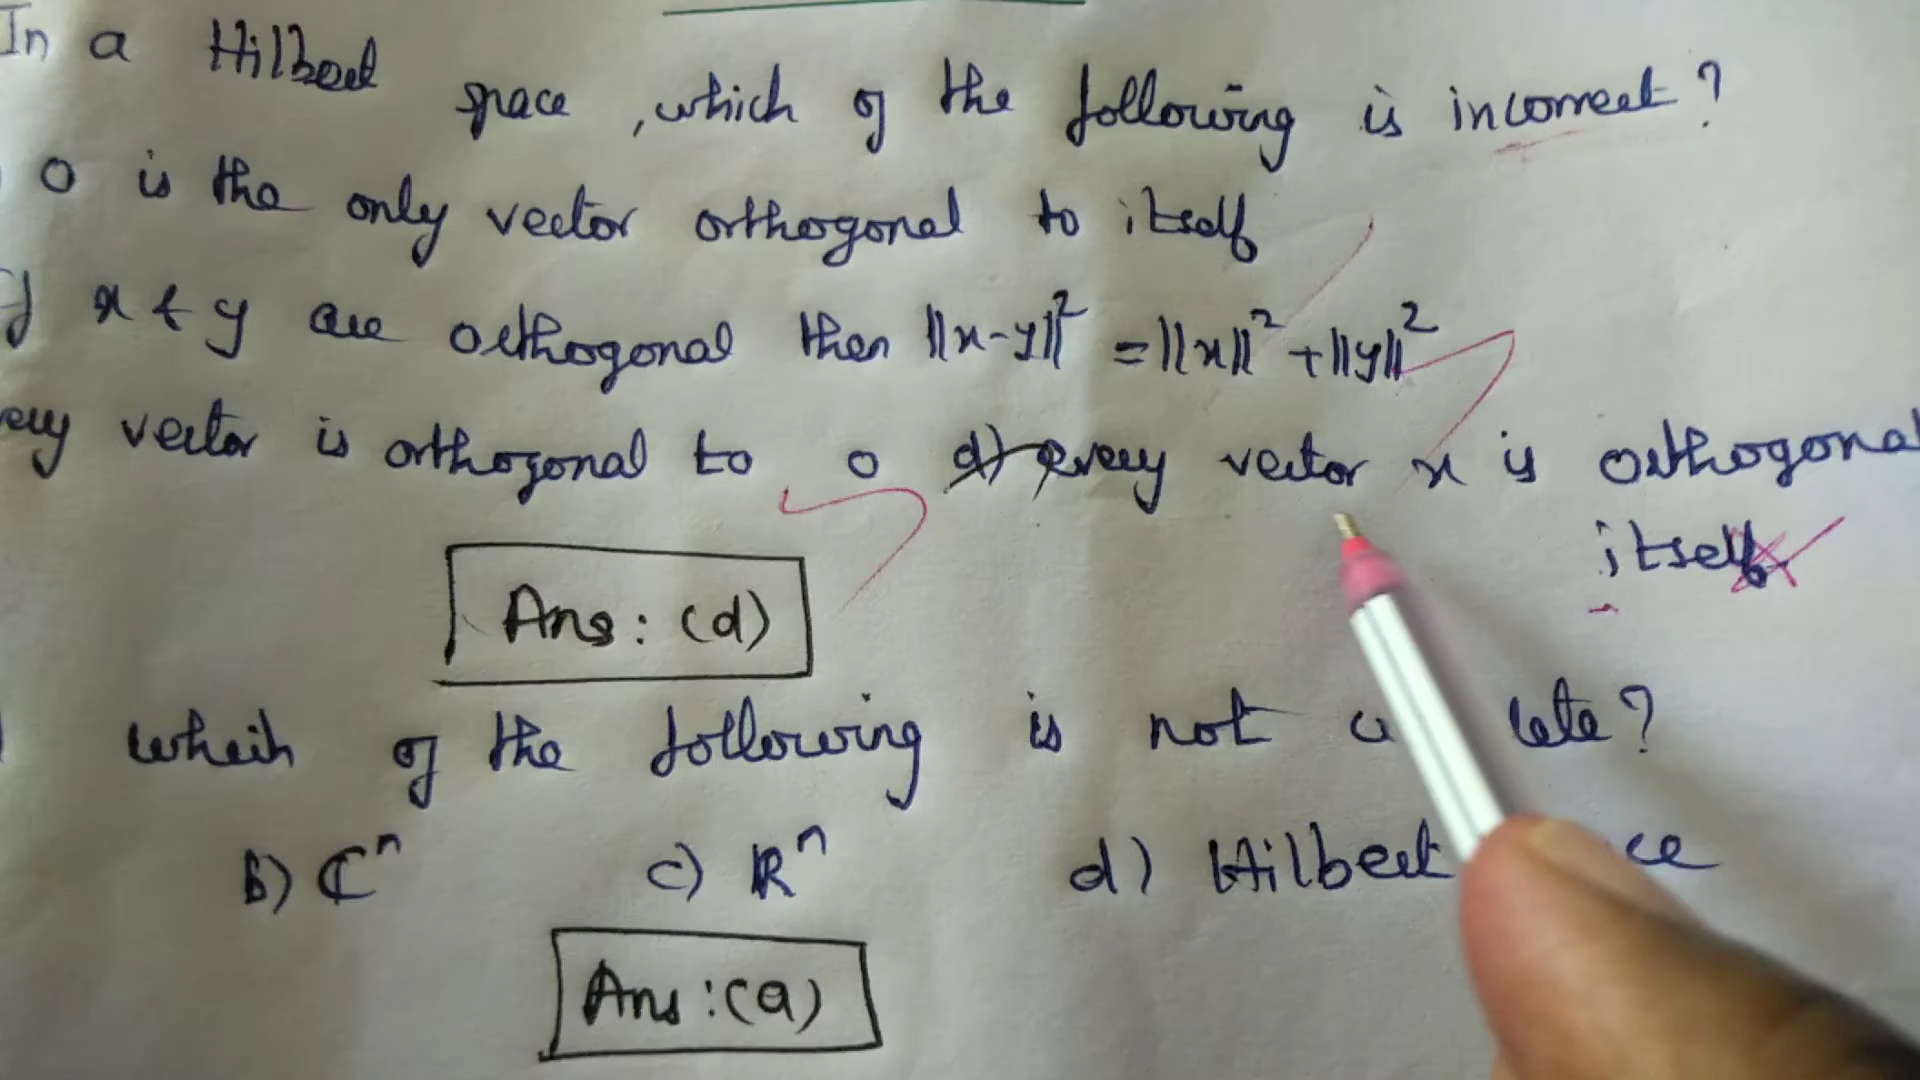 In a Hilbert space, which of the following is incorrect?
0 is the only vector orthogonal to itself
x & y are orthogonal then ||x-y||² = ||x||² + ||y||²
vector is orthogonal to 0 d) every vector x is orthogonal
itself
Ans: (d)
which of the following is not
b) ℂⁿ c) ℝⁿ d) Hilbert
Ans: (a)